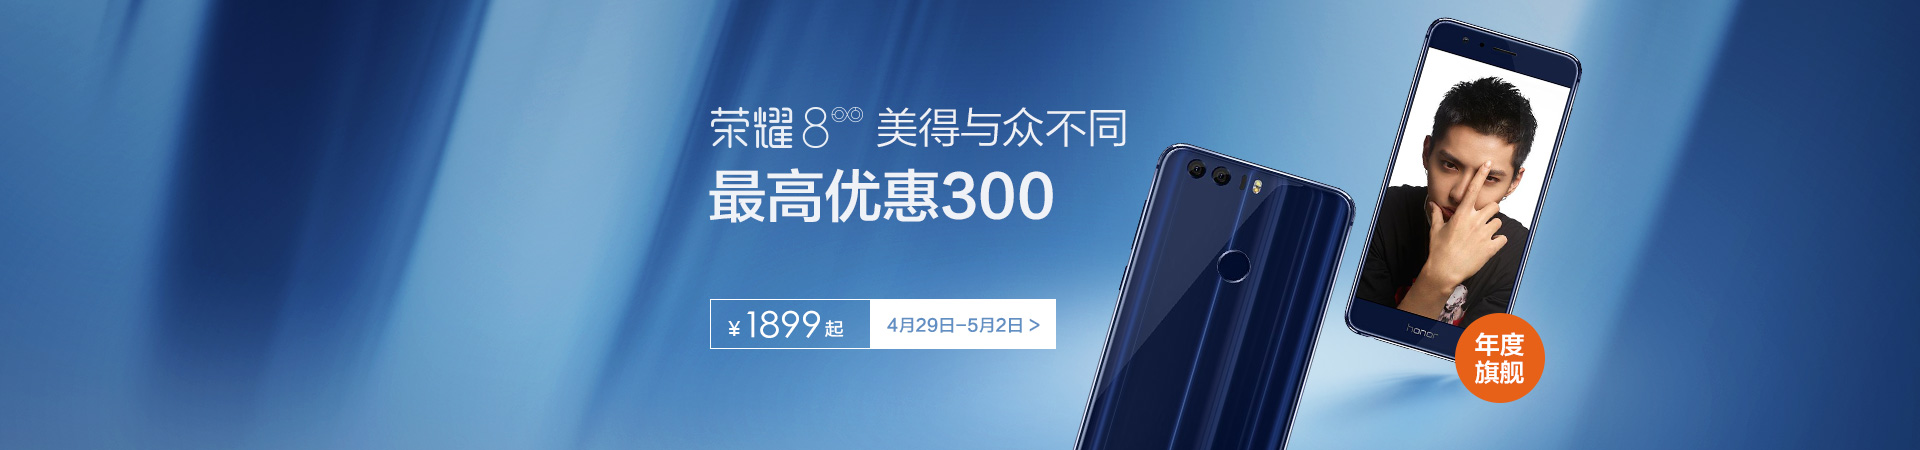 荣耀8 美得与众不同
最高优惠300
¥1899起
4月29日-5月2日 >
honor
年度
旗舰